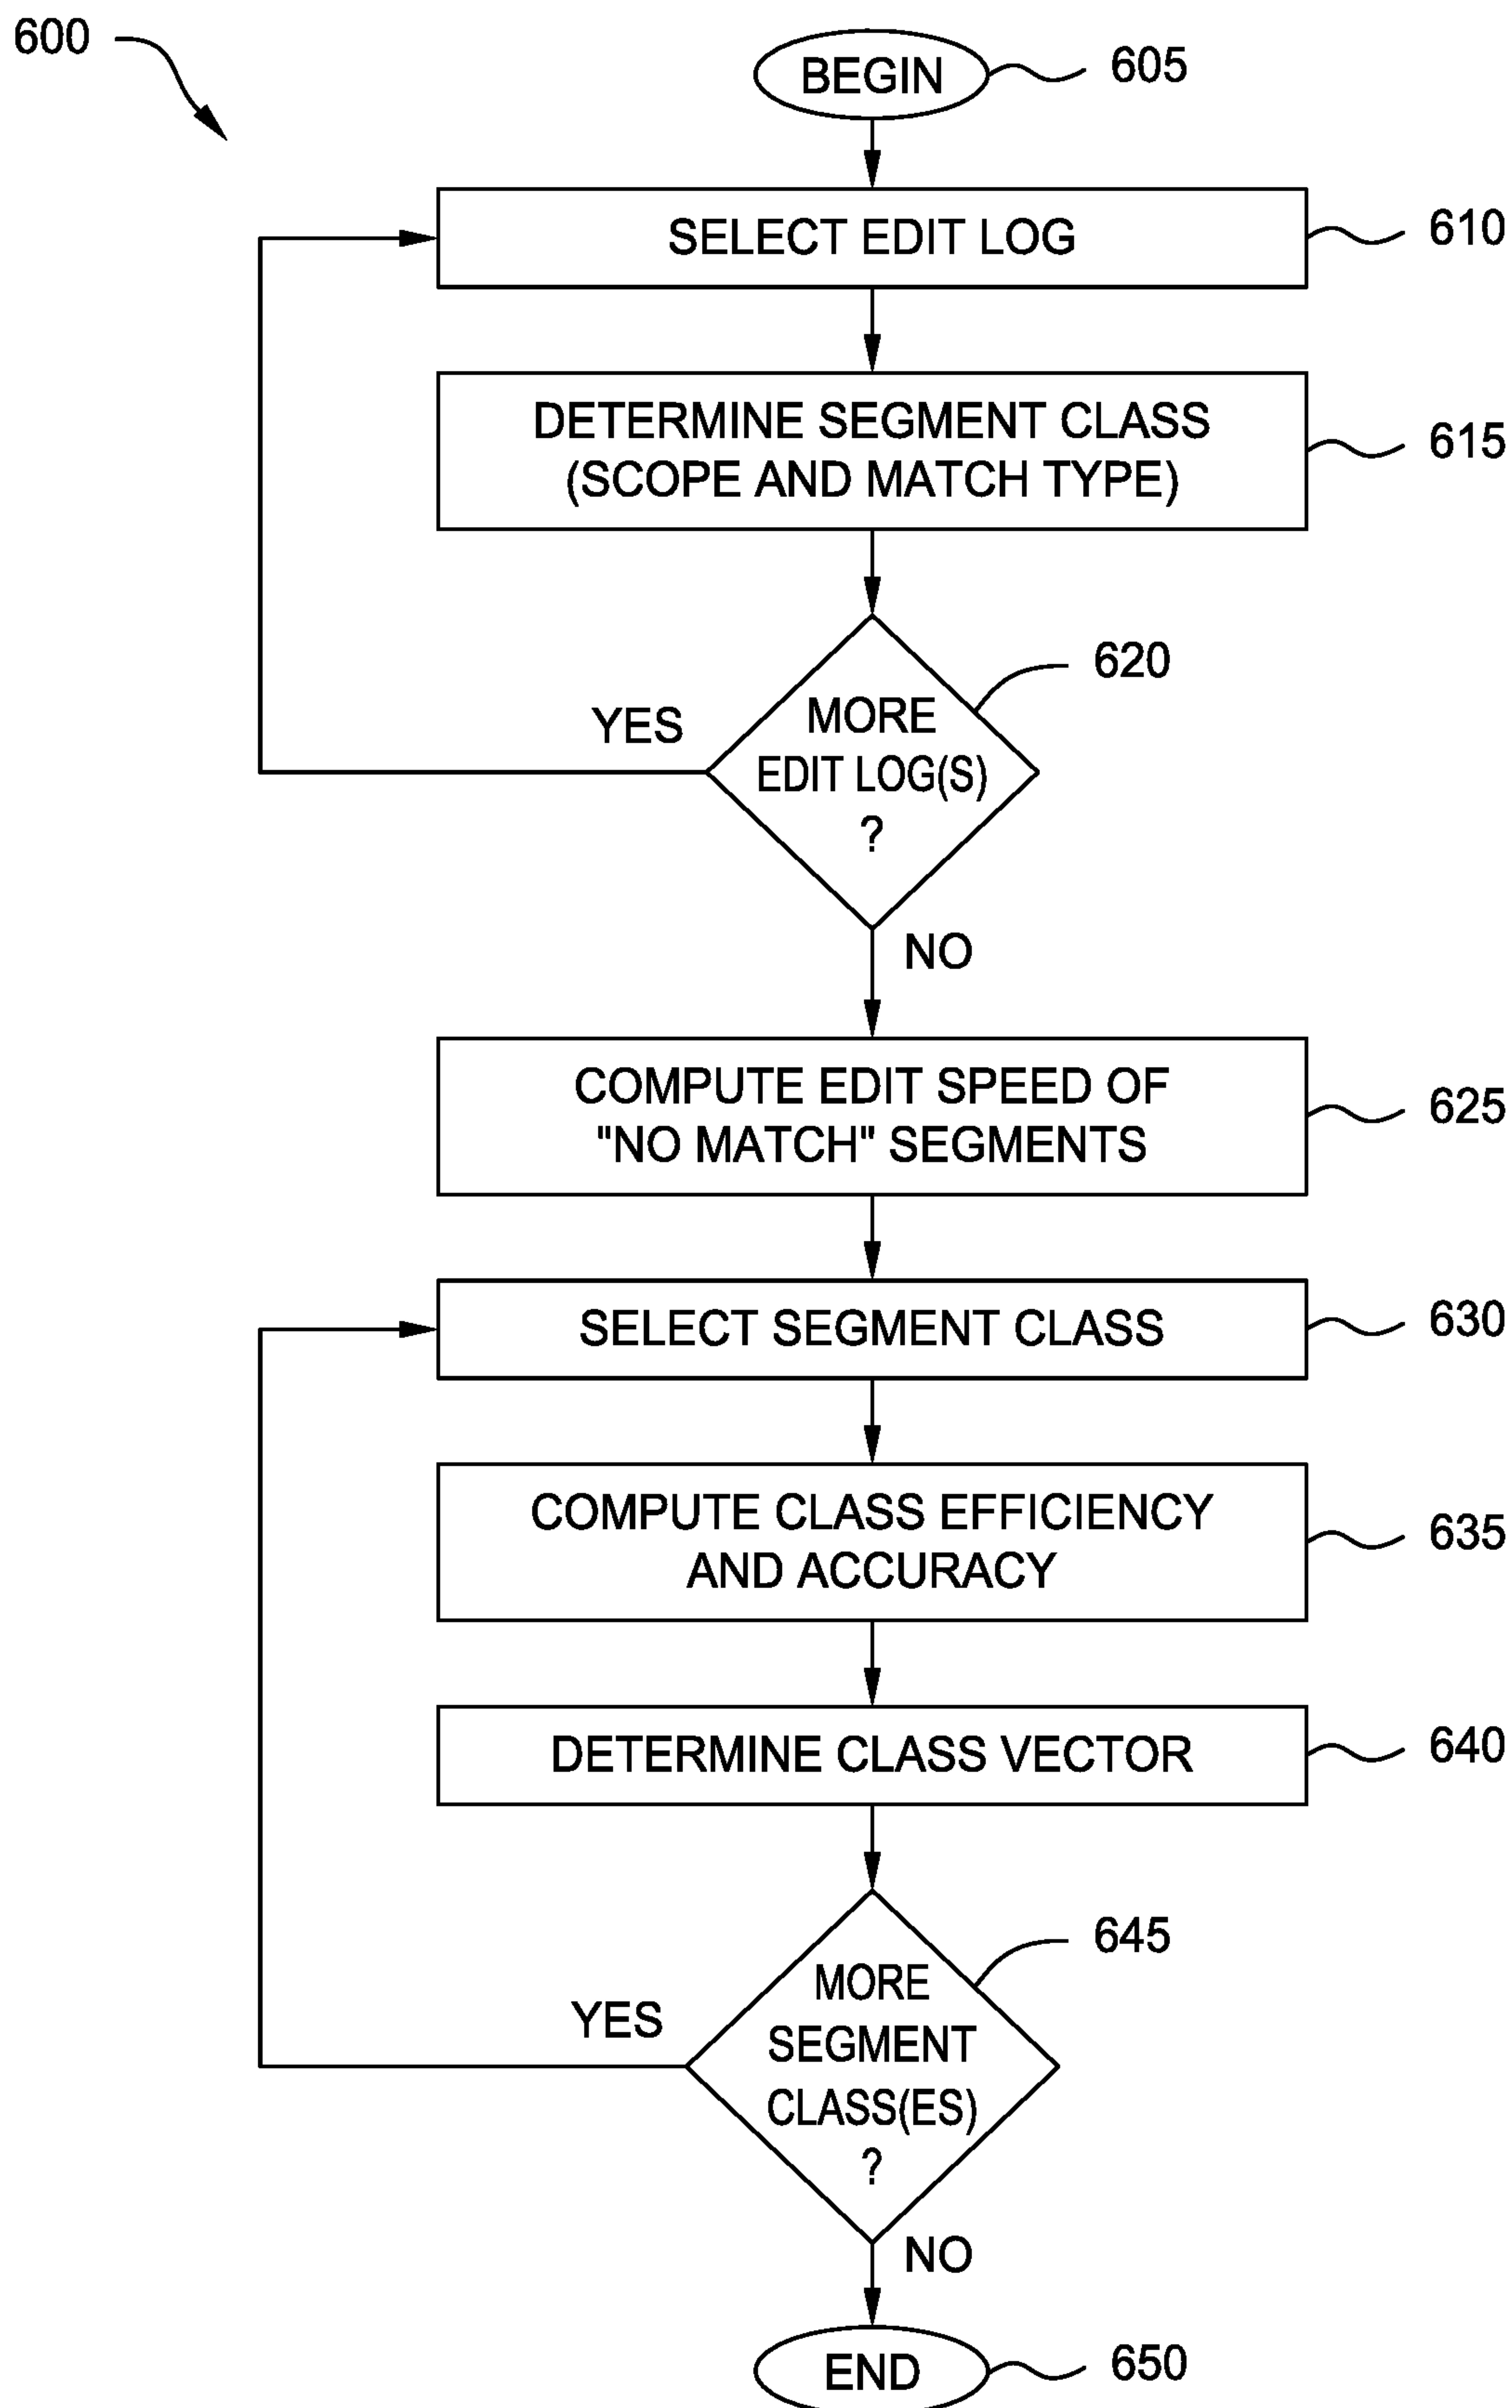 600
BEGIN
605
SELECT EDIT LOG
610
DETERMINE SEGMENT CLASS
(SCOPE AND MATCH TYPE)
615
620
MORE
EDIT LOG(S)
?
YES
NO
COMPUTE EDIT SPEED OF
"NO MATCH" SEGMENTS
625
SELECT SEGMENT CLASS
630
COMPUTE CLASS EFFICIENCY
AND ACCURACY
635
DETERMINE CLASS VECTOR
640
645
MORE
SEGMENT
CLASS(ES)
?
YES
NO
END
650